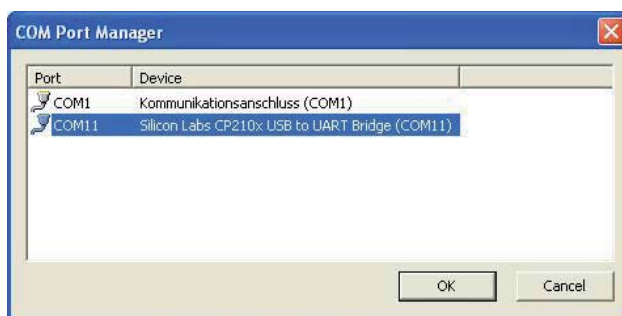 COM Port Manager
Port Device
COM1 Kommunikationsanschluss (COM1)
COM11 Silicon Labs CP210x USB to UART Bridge (COM11)
OK Cancel